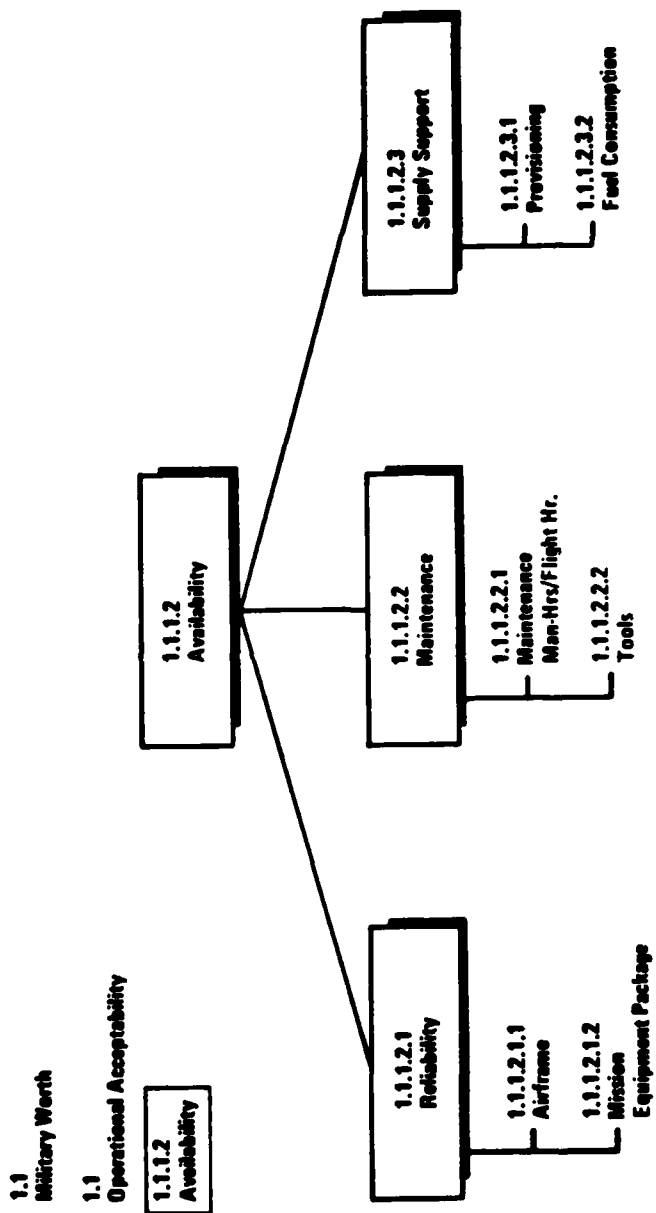 1.1
Military Worth
1.1
Operational Acceptability
1.1.1.2
Availability
1.1.1.2
Availability
1.1.1.2.1
Reliability
1.1.1.2.1.1
Airframe
1.1.1.2.1.2
Mission
Equipment Package
1.1.1.2.2
Maintenance
1.1.1.2.2.1
Maintenance
Man-Hrs/Flight Hr.
1.1.1.2.2.2
Tools
1.1.1.2.3
Supply Support
1.1.1.2.3.1
Provisioning
1.1.1.2.3.2
Fuel Consumption